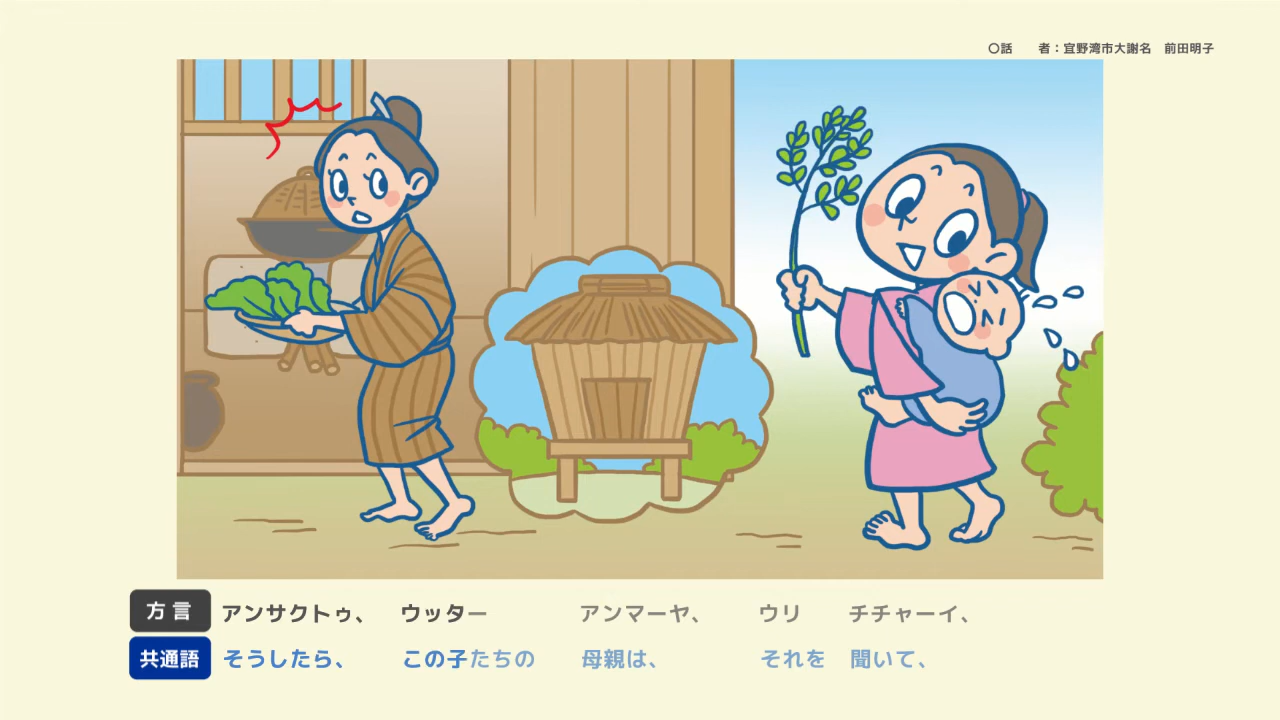 〇話　　者：宜野湾市大謝名　前田明子
方言 アンサクトゥ、 ウッター アンマーヤ、 ウリ チチャーイ、
共通語 そうしたら、 この子たちの 母親は、 それを 聞いて、